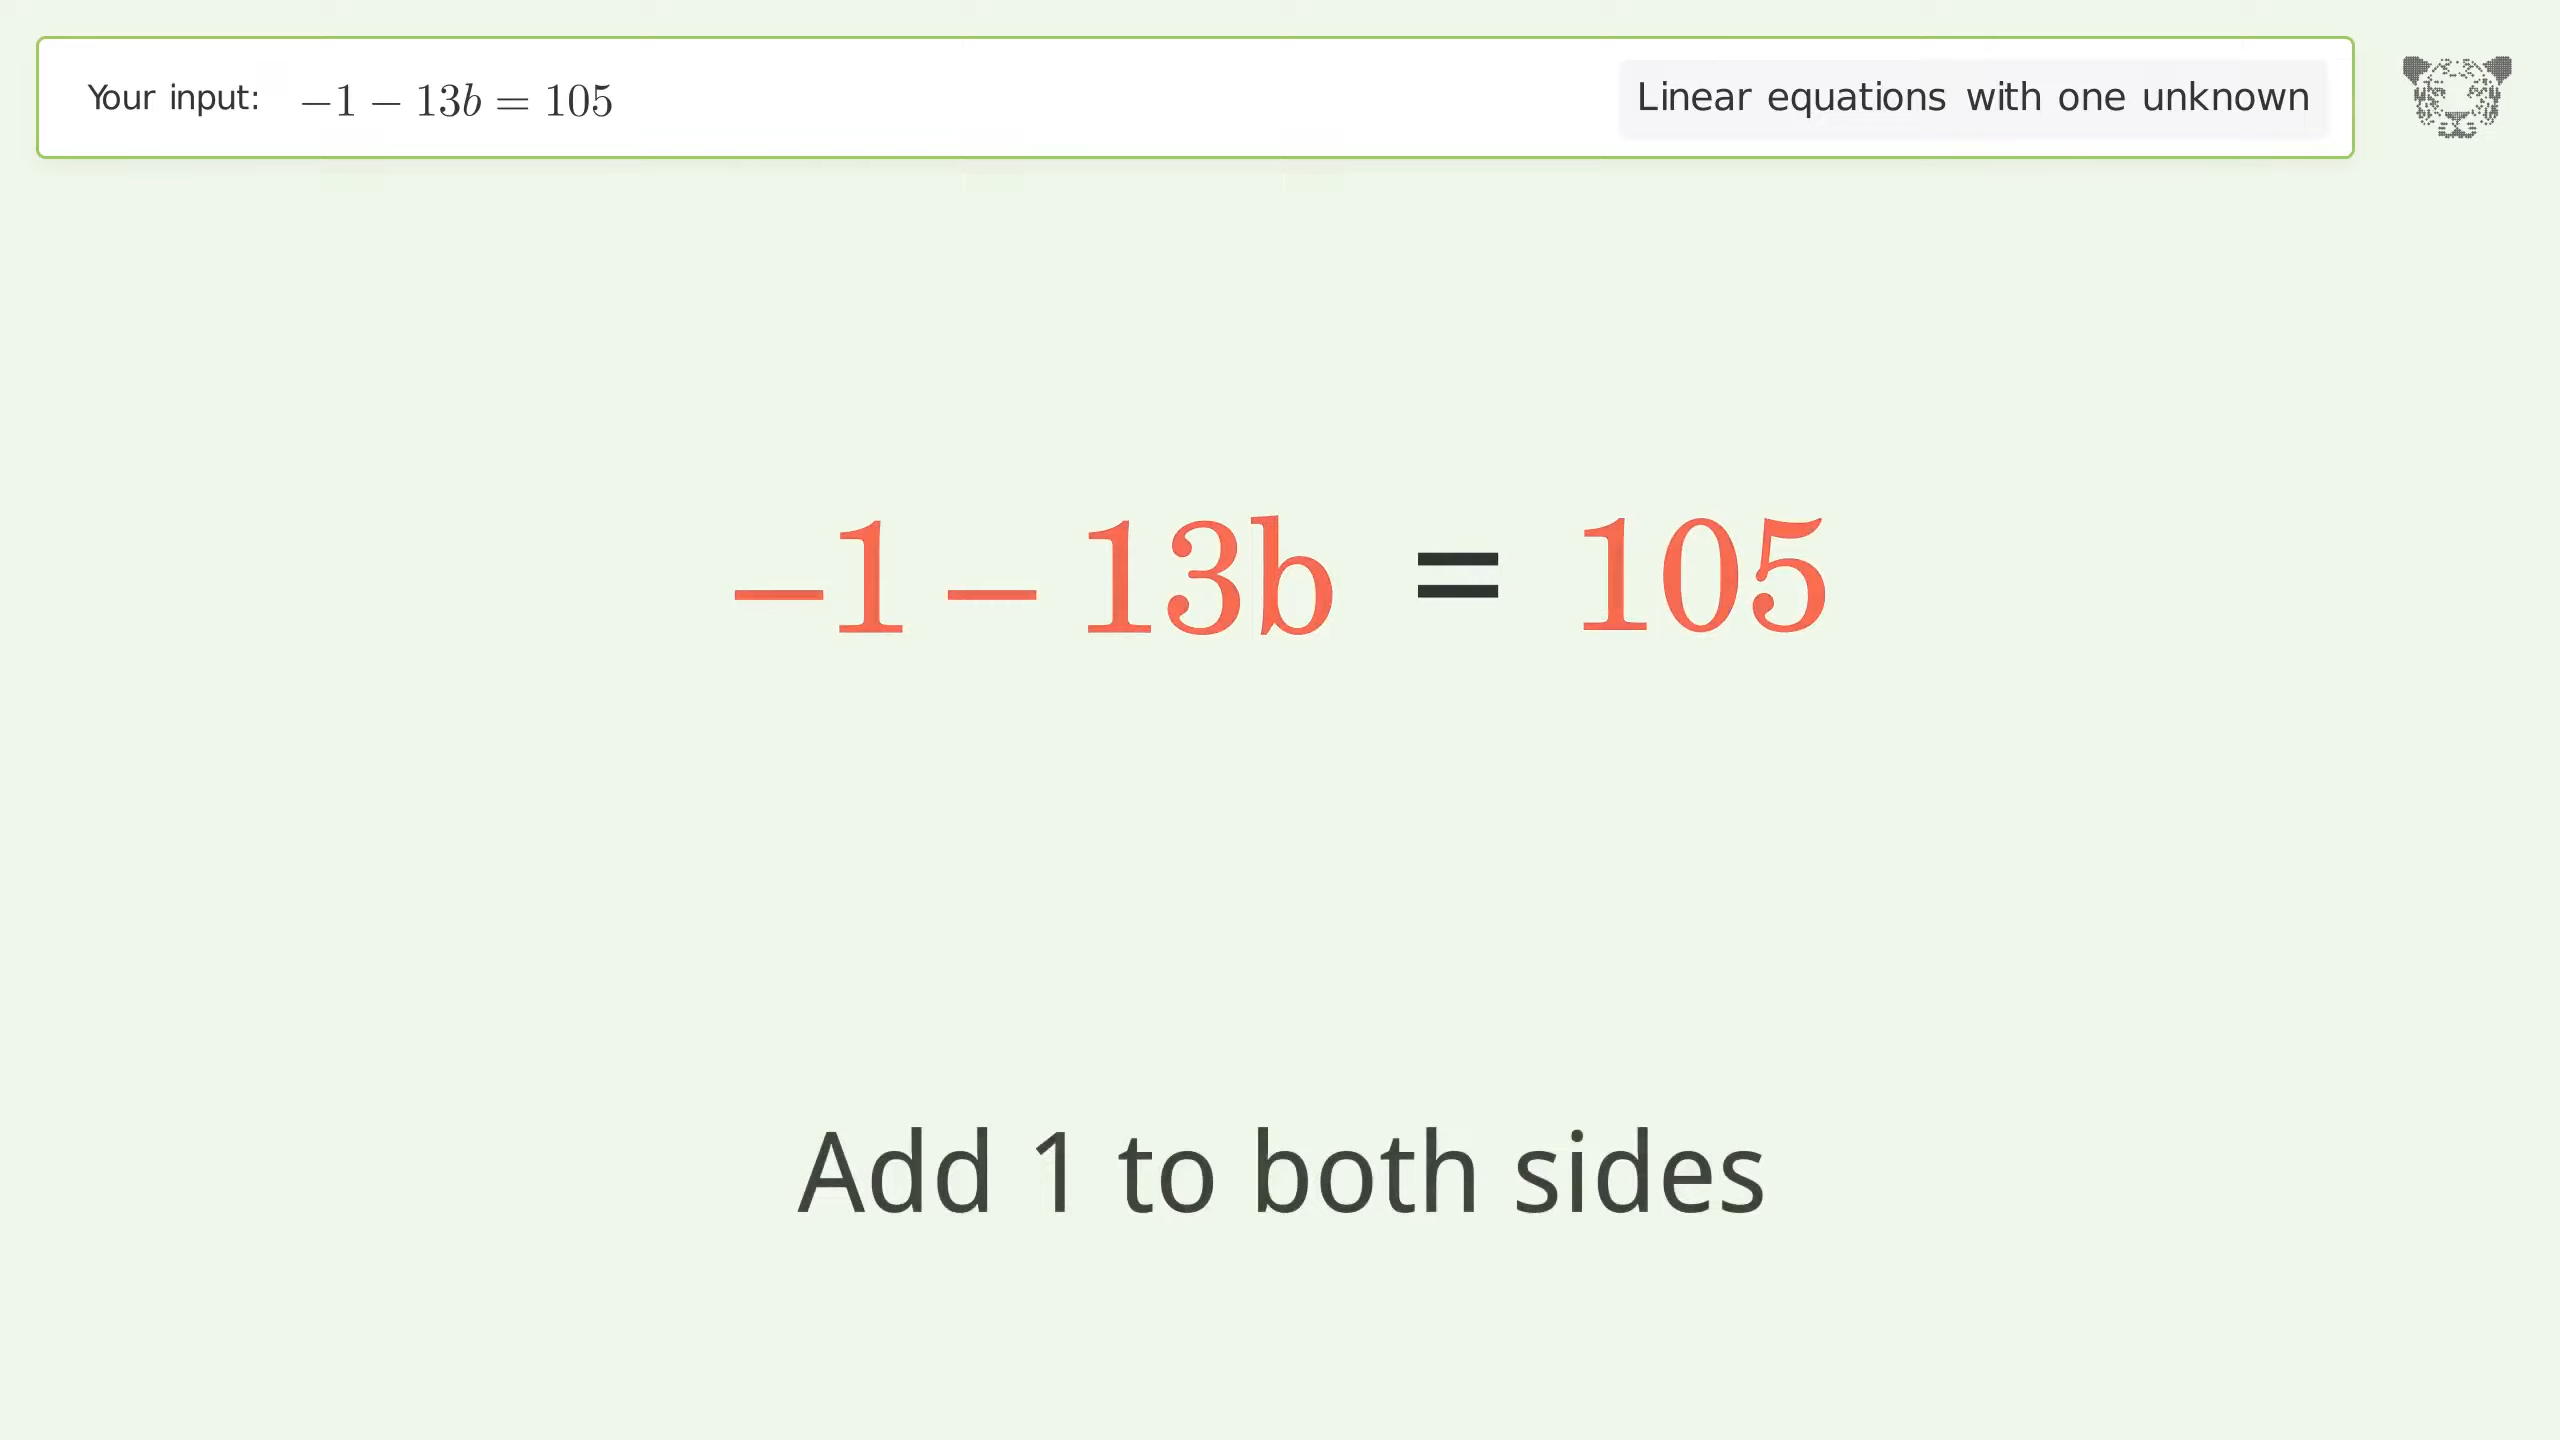 Your input: −1 − 13b = 105
Linear equations with one unknown
−1 − 13b = 105
Add 1 to both sides